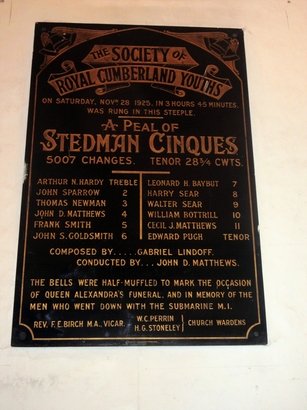 THE SOCIETY OF
ROYAL CUMBERLAND YOUTHS
ON SATURDAY, NOVR 28 1925, IN 3 HOURS 45 MINUTES,
WAS RUNG IN THIS STEEPLE.
A PEAL OF
STEDMAN CINQUES
5007 CHANGES. TENOR 28¾ CWTS.
ARTHUR N. HARDY TREBLE LEONARD H. BAYBUT 7
JOHN SPARROW 2 HARRY SEAR 8
THOMAS NEWMAN 3 WALTER SEAR 9
JOHN D. MATTHEWS 4 WILLIAM BOTTRILL 10
FRANK SMITH 5 CECIL J. MATTHEWS 11
JOHN S. GOLDSMITH 6 EDWARD PUGH TENOR
COMPOSED BY.....GABRIEL LINDOFF.
CONDUCTED BY...JOHN D. MATTHEWS.
THE BELLS WERE HALF-MUFFLED TO MARK THE OCCASION
OF QUEEN ALEXANDRA'S FUNERAL, AND IN MEMORY OF THE
MEN WHO WENT DOWN WITH THE SUBMARINE M.I.
REV. F. E. BIRCH M.A., VICAR. W.C. PERRIN
H.G. STONELEY CHURCH WARDENS